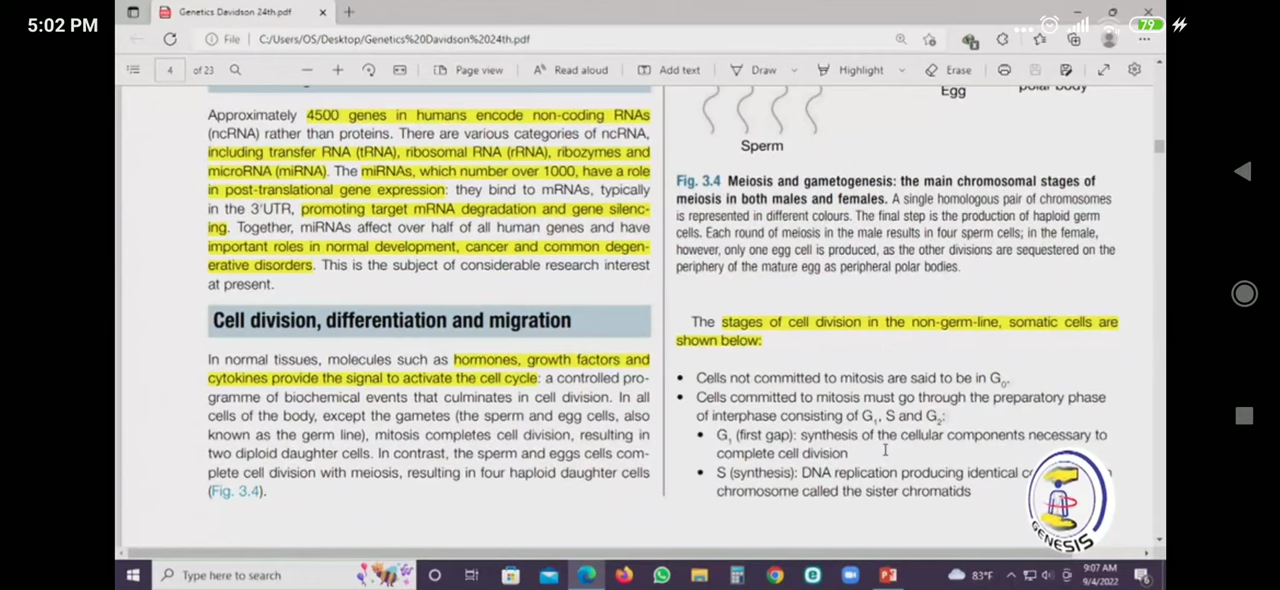 5:02 PM
79
Genetics Davidson 24th.pdf
File
C:/Users/OS/Desktop/Genetics%20Davidson%2024th.pdf
4
of 23
Page view
Read aloud
Add text
Draw
Highlight
Erase
Approximately 4500 genes in humans encode non-coding RNAs
(ncRNA) rather than proteins. There are various categories of ncRNA,
including transfer RNA (tRNA), ribosomal RNA (rRNA), ribozymes and
microRNA (miRNA). The miRNAs, which number over 1000, have a role
in post-translational gene expression: they bind to mRNAs, typically
in the 3'UTR, promoting target mRNA degradation and gene silenc-
ing. Together, miRNAs affect over half of all human genes and have
important roles in normal development, cancer and common degen-
erative disorders. This is the subject of considerable research interest
at present.
Cell division, differentiation and migration
In normal tissues, molecules such as hormones, growth factors and
cytokines provide the signal to activate the cell cycle: a controlled pro-
gramme of biochemical events that culminates in cell division. In all
cells of the body, except the gametes (the sperm and egg cells, also
known as the germ line), mitosis completes cell division, resulting in
two diploid daughter cells. In contrast, the sperm and eggs cells com-
plete cell division with meiosis, resulting in four haploid daughter cells
(Fig. 3.4).
Egg
polar body
Sperm
Fig. 3.4 Meiosis and gametogenesis: the main chromosomal stages of
meiosis in both males and females. A single homologous pair of chromosomes
is represented in different colours. The final step is the production of haploid germ
cells. Each round of meiosis in the male results in four sperm cells; in the female,
however, only one egg cell is produced, as the other divisions are sequestered on the
periphery of the mature egg as peripheral polar bodies.
The stages of cell division in the non-germ-line, somatic cells are
shown below:
• Cells not committed to mitosis are said to be in G₀.
• Cells committed to mitosis must go through the preparatory phase
of interphase consisting of G₁, S and G₂:
• G₁ (first gap): synthesis of the cellular components necessary to
complete cell division
• S (synthesis): DNA replication producing identical
chromosome called the sister chromatids
GENESIS
Type here to search
83°F
9:07 AM
9/4/2022